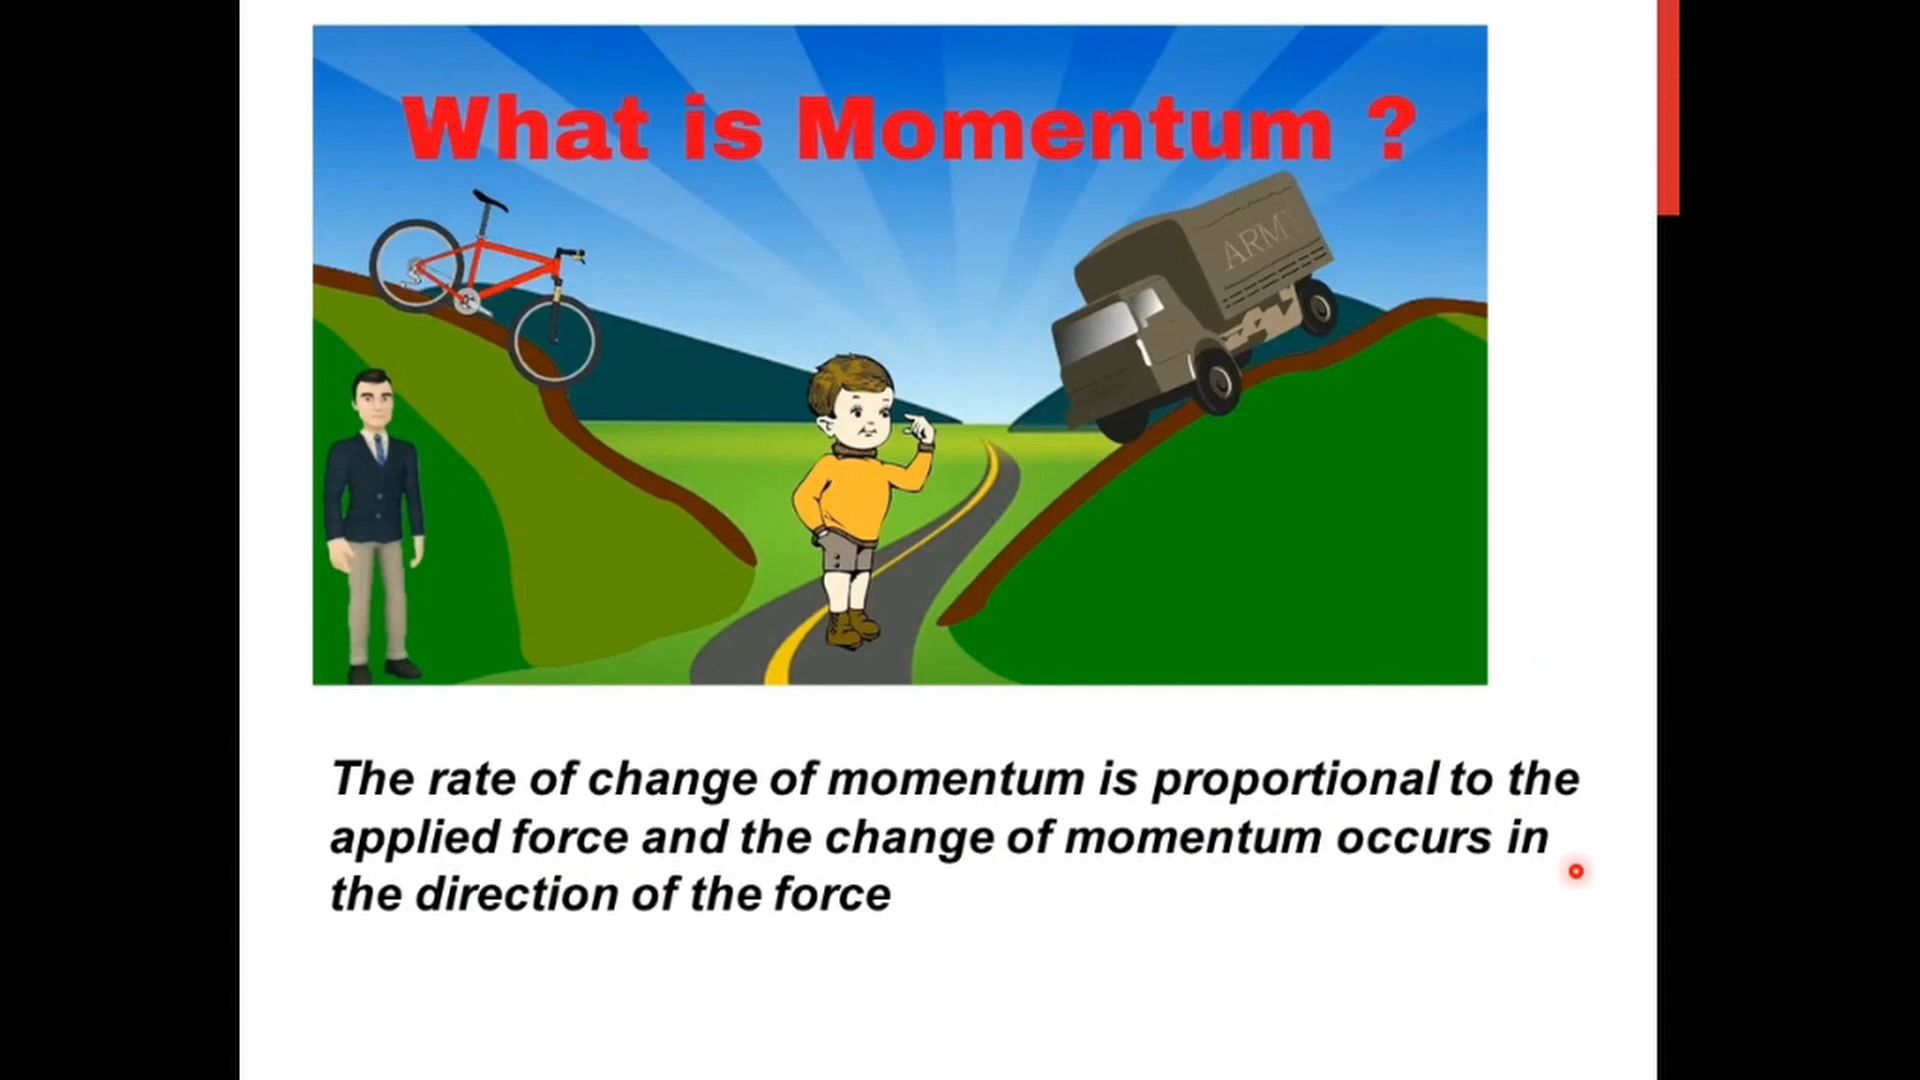 What is Momentum ?
ARMY
The rate of change of momentum is proportional to the
applied force and the change of momentum occurs in
the direction of the force